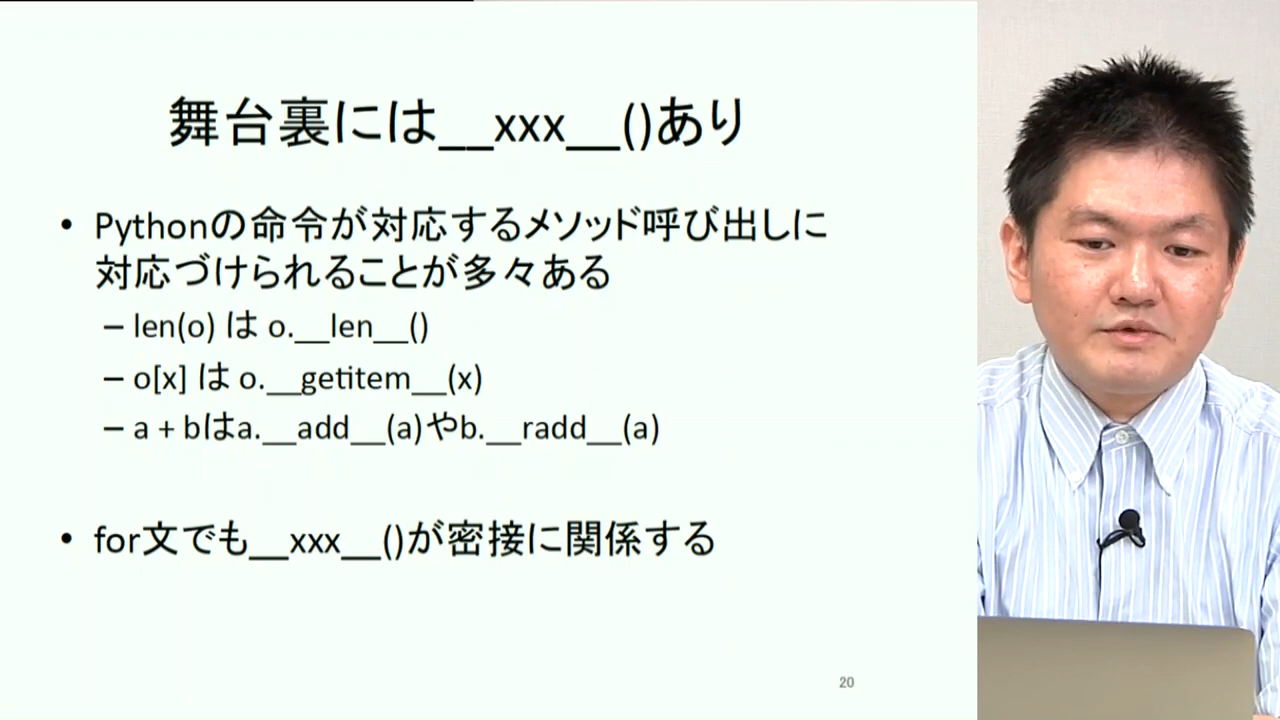 舞台裏には__xxx__()あり
• Pythonの命令が対応するメソッド呼び出しに
対応づけられることが多々ある
– len(o) は o.__len__()
– o[x] は o.__getitem__(x)
– a + bはa.__add__(a)やb.__radd__(a)
• for文でも__xxx__()が密接に関係する
20